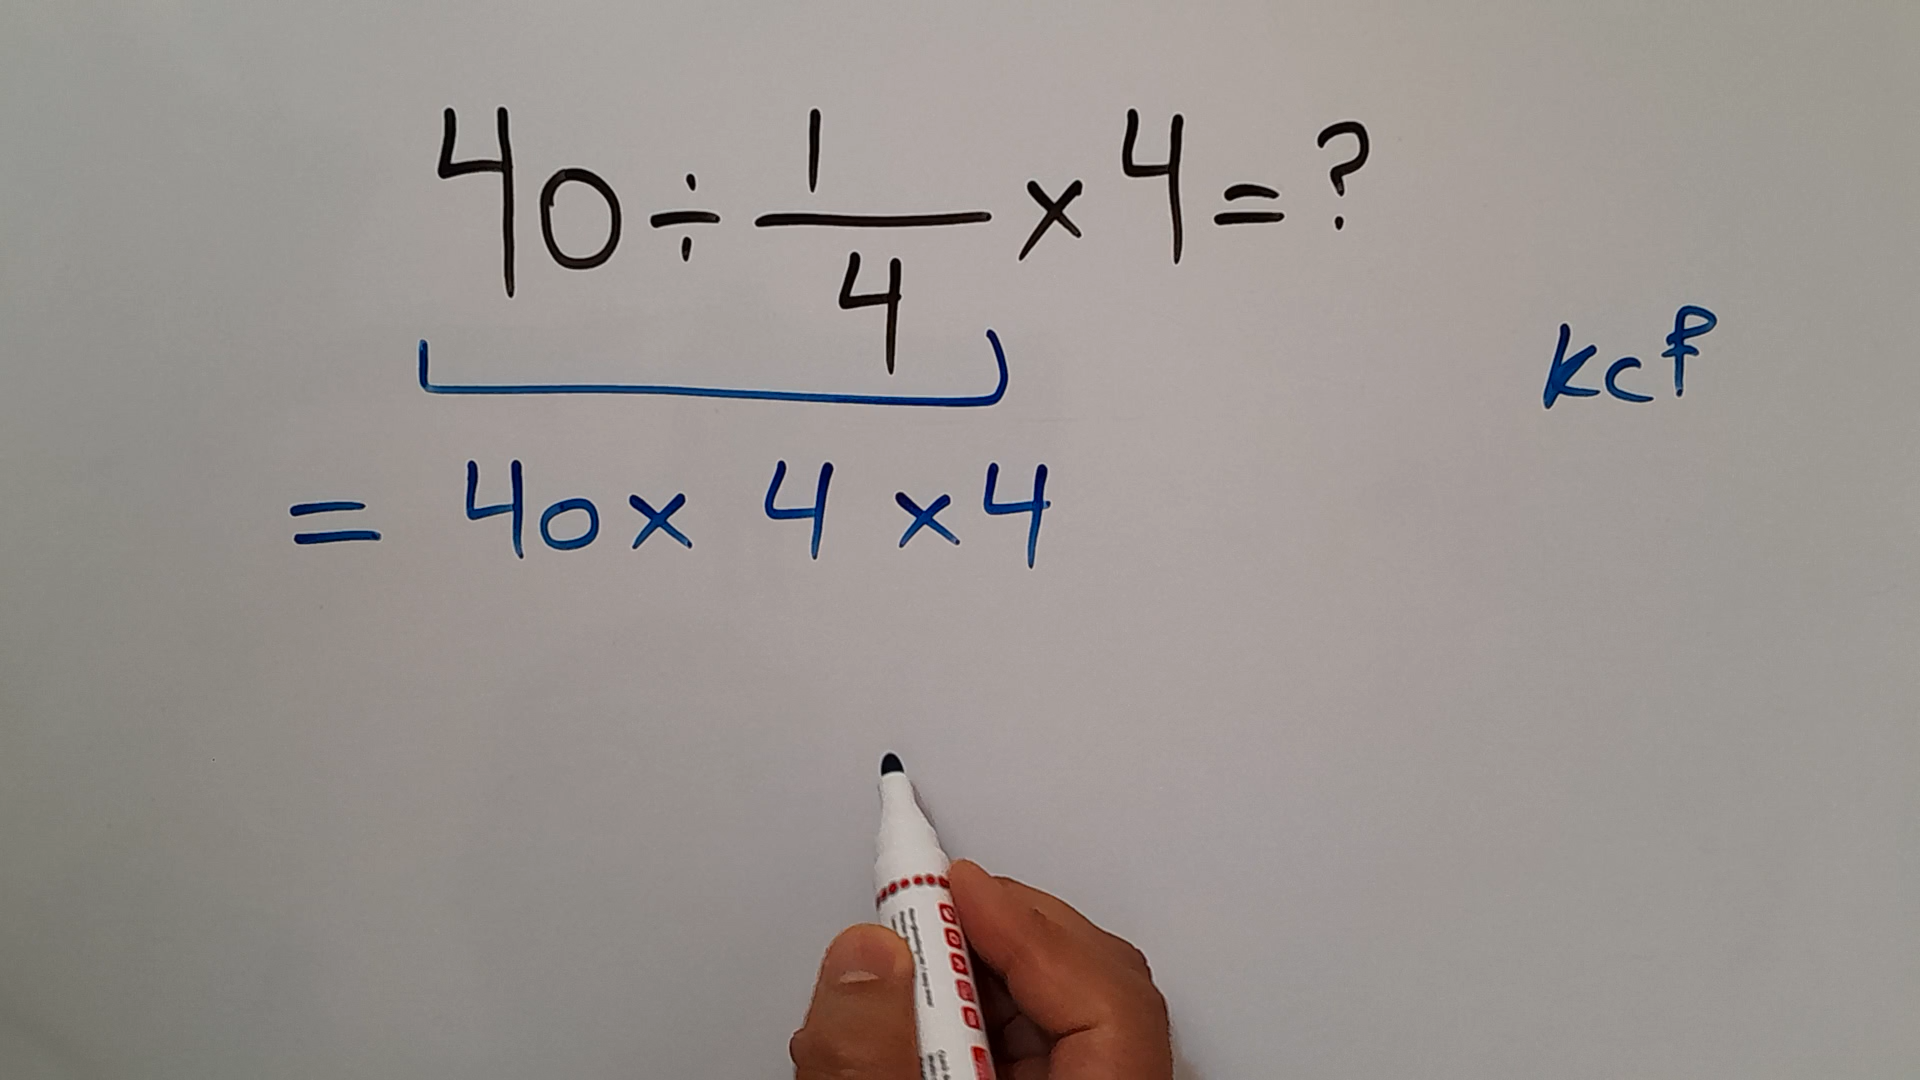 40 ÷ 1/4 × 4 = ?
kcf
= 40 × 4 × 4